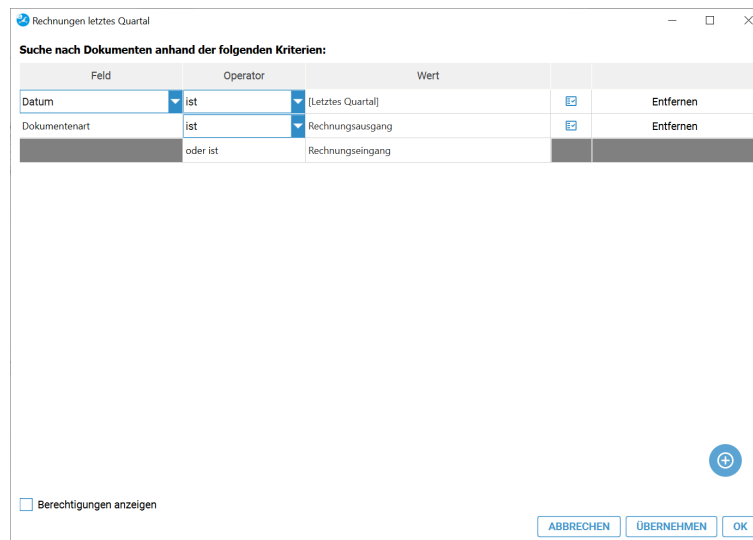 Rechnungen letztes Quartal
Suche nach Dokumenten anhand der folgenden Kriterien:
Feld Operator Wert
Datum ist [Letztes Quartal] Entfernen
Dokumentenart ist Rechnungsausgang Entfernen
oder ist Rechnungseingang
Berechtigungen anzeigen
ABBRECHEN ÜBERNEHMEN OK